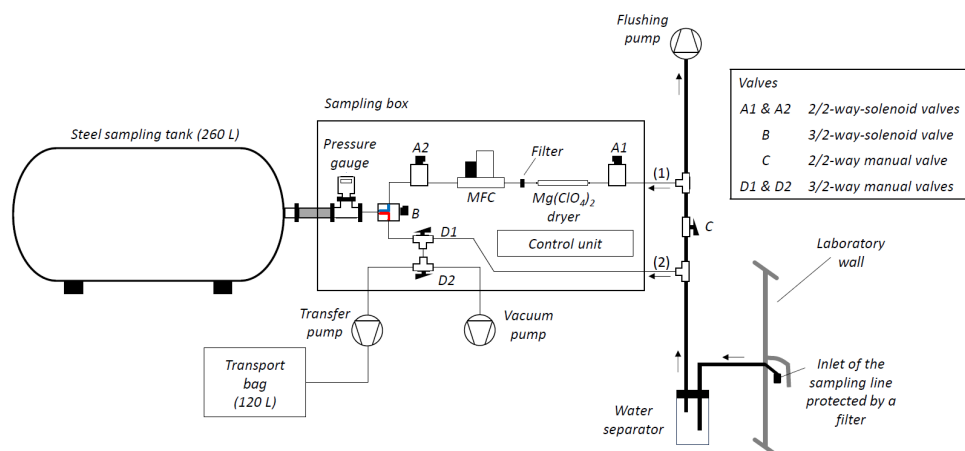 Flushing
pump
Valves
A1 & A2 2/2-way-solenoid valves
B 3/2-way-solenoid valve
C 2/2-way manual valve
D1 & D2 3/2-way manual valves
Sampling box
Steel sampling tank (260 L)
Pressure
gauge
A2
Filter
A1
(1)
MFC
Mg(ClO4)2
dryer
B
D1
Control unit
C
(2)
D2
Laboratory
wall
Transfer
pump
Vacuum
pump
Transport
bag
(120 L)
Water
separator
Inlet of the
sampling line
protected by a
filter